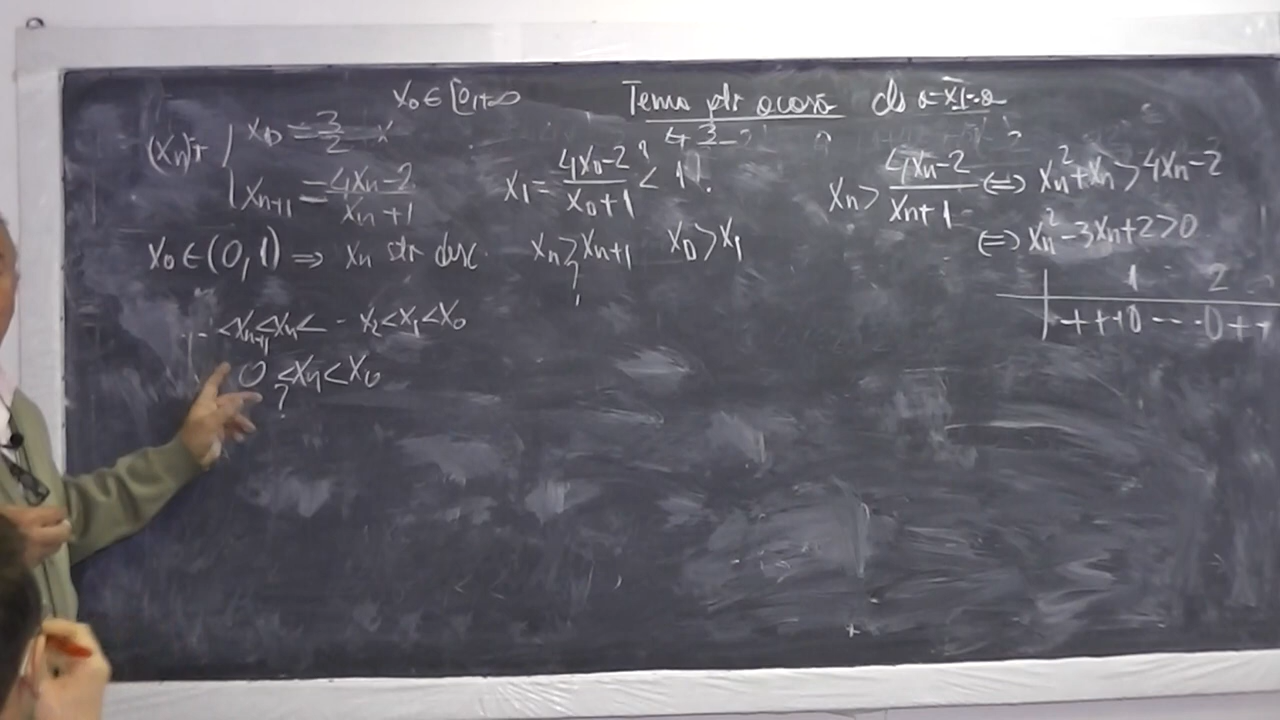 x₀ ∈ [0,+∞
Tema ptr acasă cls a-XI-a
(xₙ): x₀ = 3/2
xₙ₊₁ = (4xₙ-2)/(xₙ+1)
x₁ = (4x₀-2)/(x₀+1) < 1
?
xₙ > (4xₙ-2)/(xₙ+1) ⇔ xₙ²+xₙ > 4xₙ-2
⇔ xₙ²-3xₙ+2>0
x₀ ∈ (0,1) ⇒ xₙ str desc xₙ > xₙ₊₁ x₀ > x₁
?
1 2
+++0---0++
... <xₙ₊₁<xₙ< - x₂<x₁<x₀
0 <xₙ<x₀
?